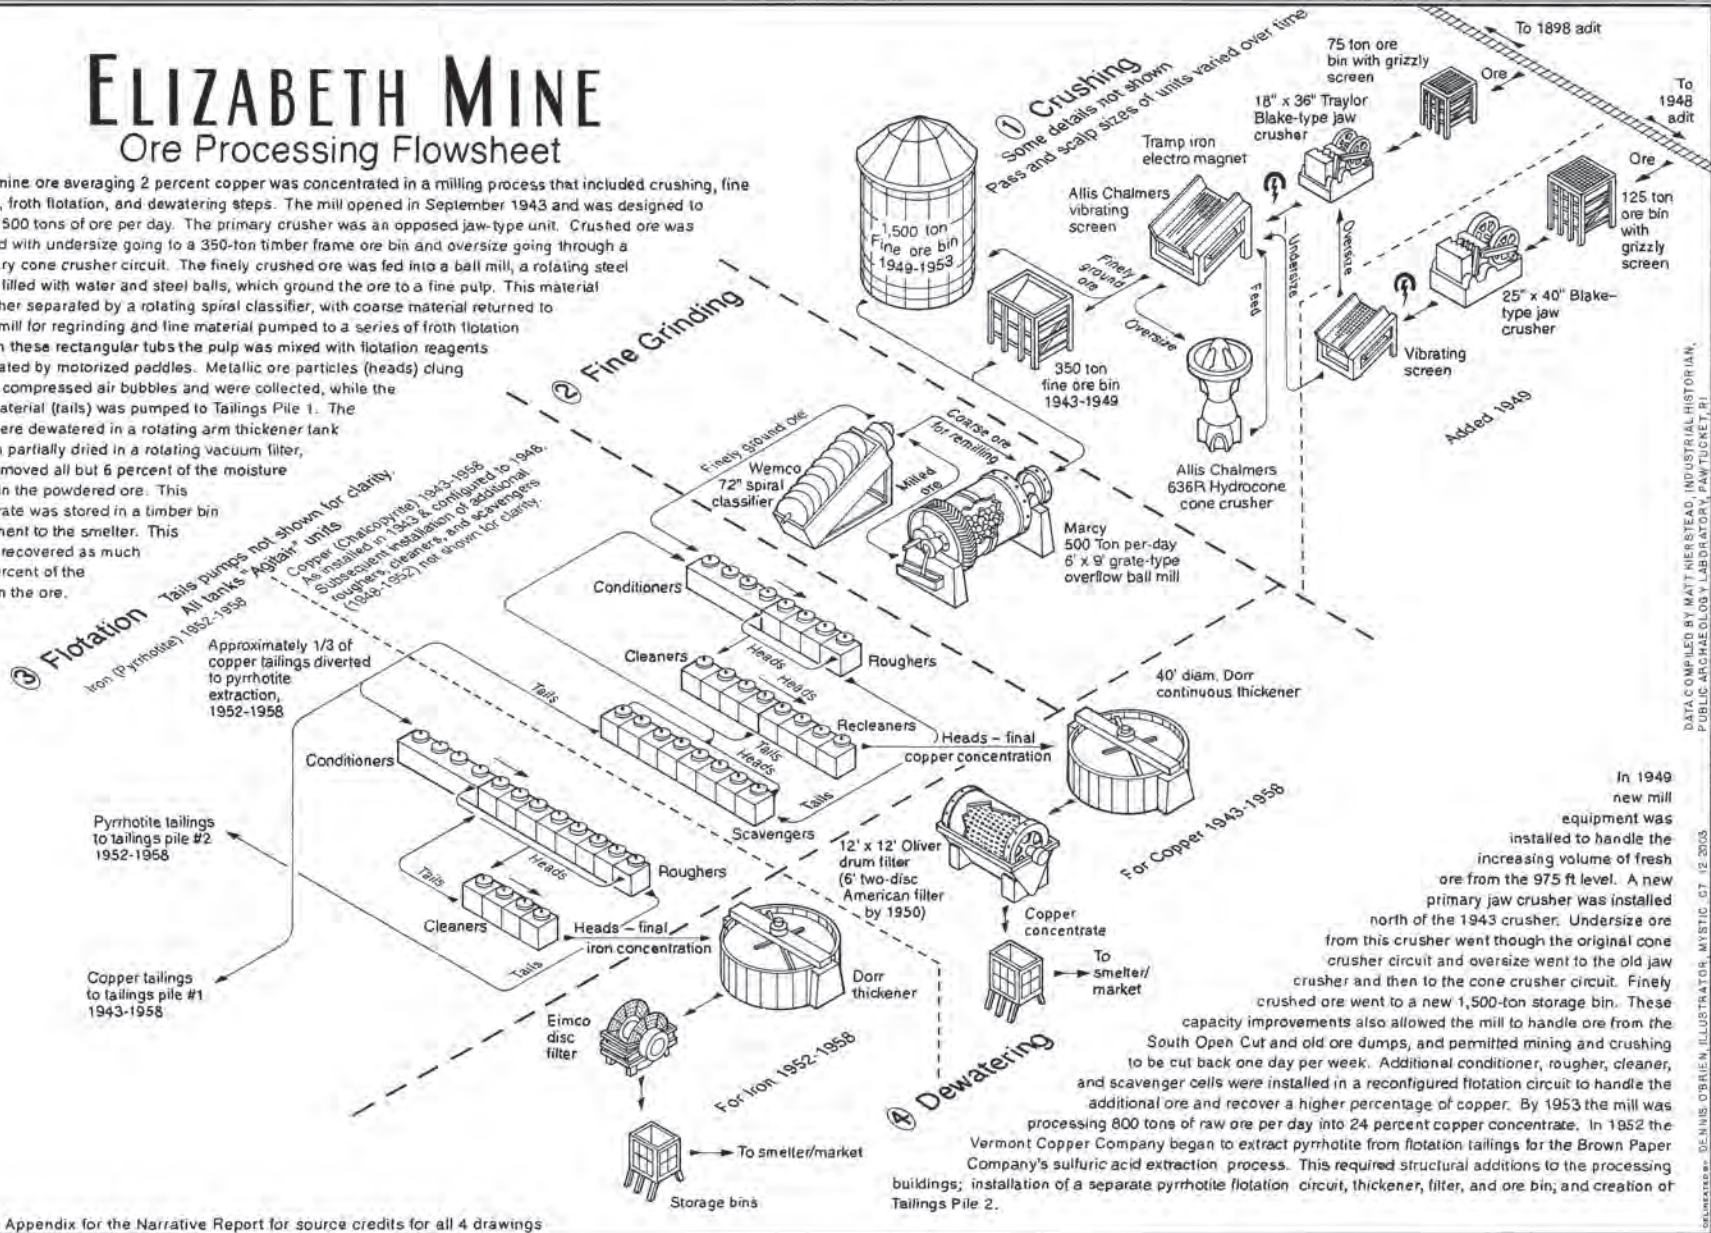 ELIZABETH MINE
Ore Processing Flowsheet
mine ore averaging 2 percent copper was concentrated in a milling process that included crushing, fine
, froth flotation, and dewatering steps. The mill opened in September 1943 and was designed to
500 tons of ore per day. The primary crusher was an opposed jaw-type unit. Crushed ore was
d with undersize going to a 350-ton timber frame ore bin and oversize going through a
ry cone crusher circuit. The finely crushed ore was fed into a ball mill, a rotating steel
filled with water and steel balls, which ground the ore to a fine pulp. This material
her separated by a rotating spiral classifier, with coarse material returned to
mill for regrinding and fine material pumped to a series of froth flotation
n these rectangular tubs the pulp was mixed with flotation reagents
ated by motorized paddles. Metallic ore particles (heads) clung
compressed air bubbles and were collected, while the
aterial (tails) was pumped to Tailings Pile 1. The
ere dewatered in a rotating arm thickener tank
n partially dried in a rotating vacuum filter,
moved all but 6 percent of the moisture
in the powdered ore. This
rate was stored in a timber bin
ment to the smelter. This
recovered as much
ercent of the
n the ore.
① Crushing
Some details not shown
Pass and scalp sizes of units varied over time
To 1898 adit
To
1948
adit
75 ton ore
bin with grizzly
screen
Ore
18" x 36" Traylor
Blake-type jaw
crusher
Tramp iron
electro magnet
Allis Chalmers
vibrating
screen
Ore
125 ton
ore bin
with
grizzly
screen
25" x 40" Blake-
type jaw
crusher
Vibrating
screen
Added 1949
Undersize
Oversize
Feed
Finely
ground
ore
Oversize
1,500 ton
Fine ore bin
1949-1953
350 ton
fine ore bin
1943-1949
Allis Chalmers
636R Hydrocone
cone crusher
② Fine Grinding
Finely ground ore
Coarse ore
for remilling
Milled
ore
Wemco
72" spiral
classifier
Marcy
500 Ton per-day
6' x 9' grate-type
overflow ball mill
③ Flotation
Tails pumps not shown for clarity.
All tanks "Agitair" units
Iron (Pyrrhotite) 1952-1958
Copper (Chalcopyrite) 1943-1958
As installed in 1943 & configured to 1948.
Subsequent installation of additional
roughers, cleaners, and scavengers
(1948-1952) not shown for clarity.
Conditioners
Roughers
Heads
Cleaners
Heads
Recleaners
Tails
Tails
Heads
Scavengers
Tails
Heads – final
copper concentration
Approximately 1/3 of
copper tailings diverted
to pyrrhotite
extraction,
1952-1958
Conditioners
Roughers
Heads
Tails
Cleaners
Heads – final
iron concentration
Tails
Pyrrhotite tailings
to tailings pile #2
1952-1958
Copper tailings
to tailings pile #1
1943-1958
④ Dewatering
40' diam. Dorr
continuous thickener
12' x 12' Oliver
drum filter
(6' two-disc
American filter
by 1950)
For Copper 1943-1958
Copper
concentrate
To
smelter/
market
Dorr
thickener
Eimco
disc
filter
For Iron 1952-1958
To smelter/market
Storage bins
In 1949
new mill
equipment was
installed to handle the
increasing volume of fresh
ore from the 975 ft level. A new
primary jaw crusher was installed
north of the 1943 crusher. Undersize ore
from this crusher went though the original cone
crusher circuit and oversize went to the old jaw
crusher and then to the cone crusher circuit. Finely
crushed ore went to a new 1,500-ton storage bin. These
capacity improvements also allowed the mill to handle ore from the
South Open Cut and old ore dumps, and permitted mining and crushing
to be cut back one day per week. Additional conditioner, rougher, cleaner,
and scavenger cells were installed in a reconfigured flotation circuit to handle the
additional ore and recover a higher percentage of copper. By 1953 the mill was
processing 800 tons of raw ore per day into 24 percent copper concentrate. In 1952 the
Vermont Copper Company began to extract pyrrhotite from flotation tailings for the Brown Paper
Company's sulfuric acid extraction process. This required structural additions to the processing
buildings; installation of a separate pyrrhotite flotation circuit, thickener, filter, and ore bin; and creation of
Tailings Pile 2.
Appendix for the Narrative Report for source credits for all 4 drawings
DATA COMPILED BY MATT KIERSTEAD, INDUSTRIAL HISTORIAN,
PUBLIC ARCHAEOLOGY LABORATORY, PAWTUCKET, RI
DELINEATED BY: DENNIS O'BRIEN, ILLUSTRATOR, MYSTIC, CT 12 2003